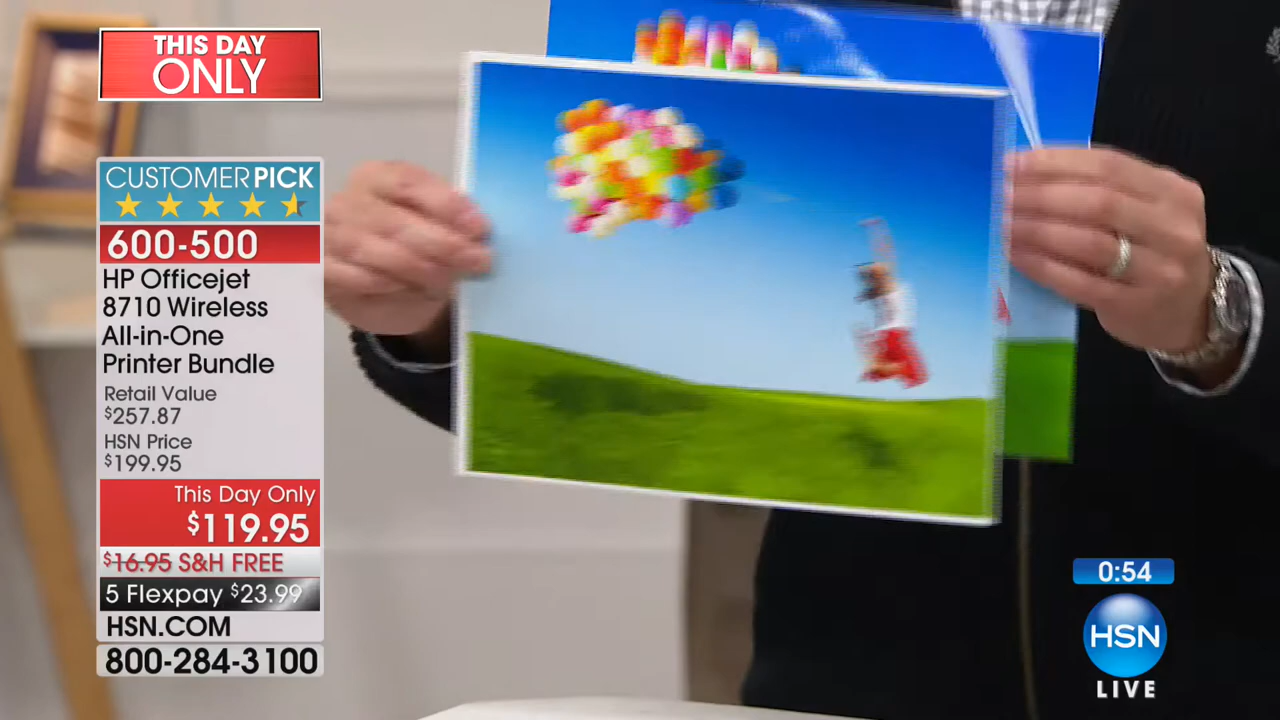 THIS DAY
ONLY
CUSTOMER PICK
600-500
HP Officejet
8710 Wireless
All-in-One
Printer Bundle
Retail Value
$257.87
HSN Price
$199.95
This Day Only
$119.95
$16.95 S&H FREE
5 Flexpay $23.99
HSN.COM
800-284-3100
0:54
HSN
LIVE